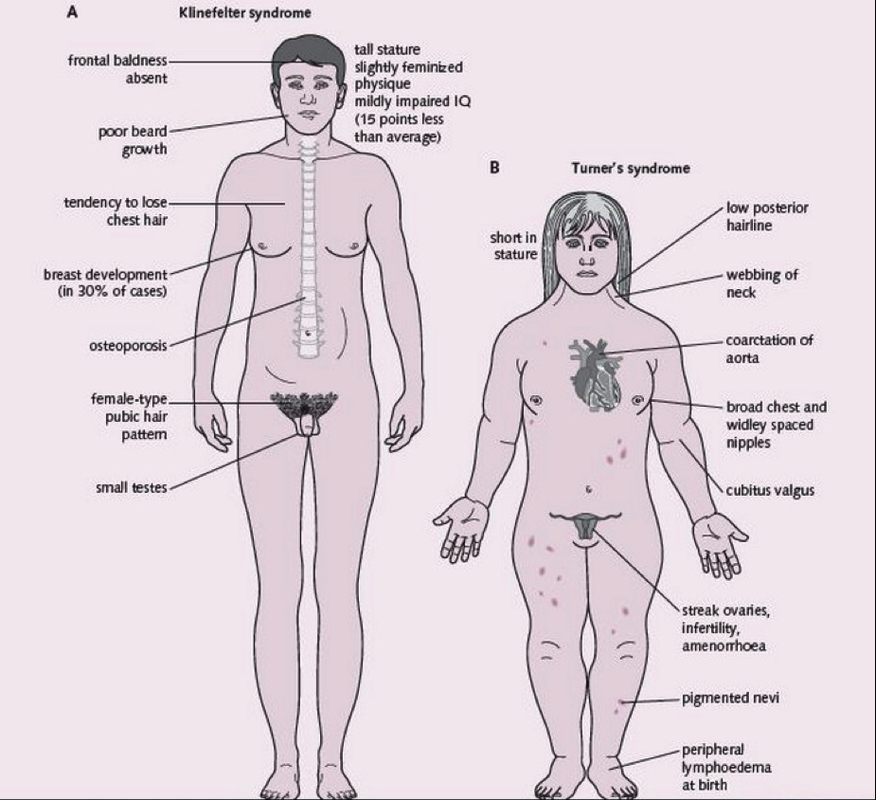 A
Klinefelter syndrome
frontal baldness
absent
poor beard
growth
tendency to lose
chest hair
breast development
(in 30% of cases)
osteoporosis
female-type
pubic hair
pattern
small testes
tall stature
slightly feminized
physique
mildly impaired IQ
(15 points less
than average)
B
Turner's syndrome
short in
stature
low posterior
hairline
webbing of
neck
coarctation of
aorta
broad chest and
widley spaced
nipples
cubitus valgus
streak ovaries,
infertility,
amenorrhoea
pigmented nevi
peripheral
lymphoedema
at birth